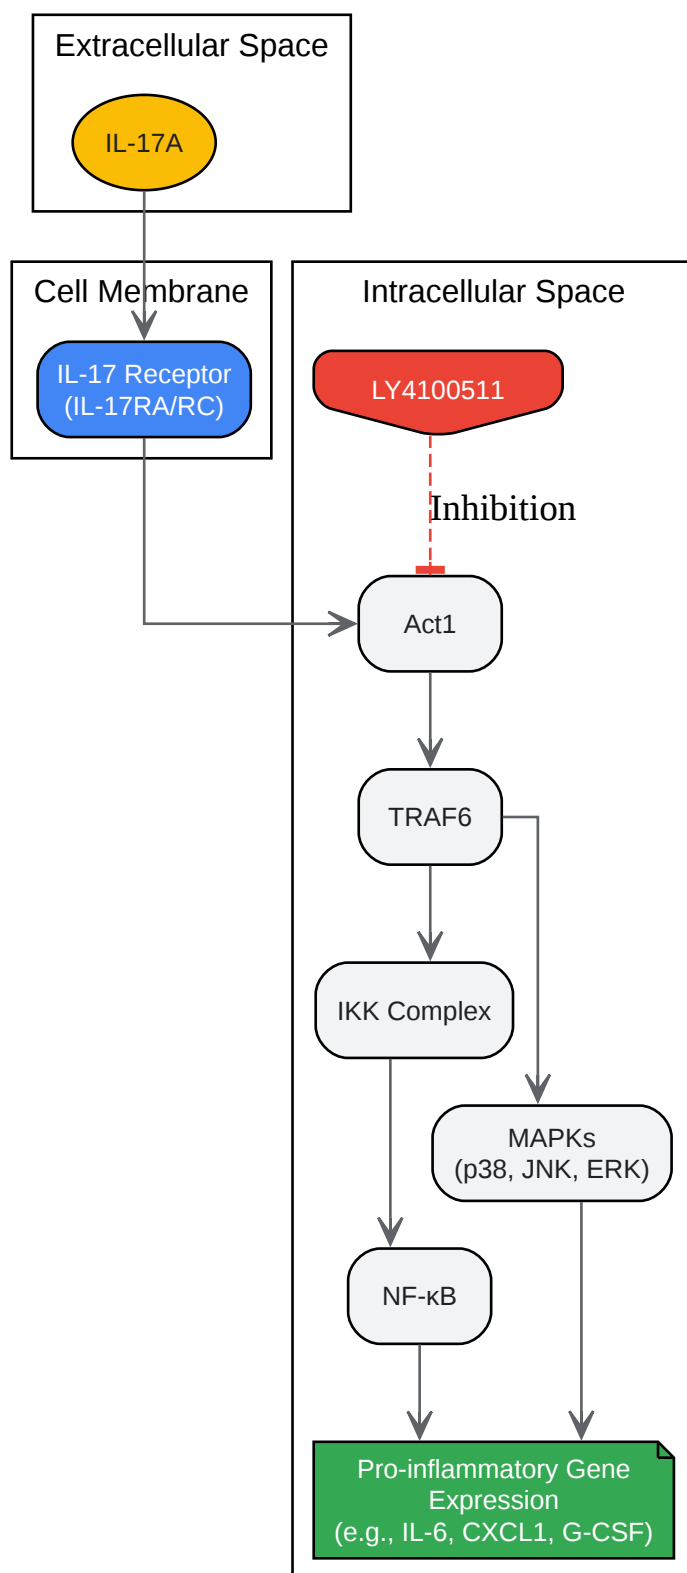 Extracellular Space
IL-17A
Cell Membrane
IL-17 Receptor
(IL-17RA/RC)
Intracellular Space
LY4100511
Inhibition
Act1
TRAF6
IKK Complex
MAPKs
(p38, JNK, ERK)
NF-κB
Pro-inflammatory Gene
Expression
(e.g., IL-6, CXCL1, G-CSF)